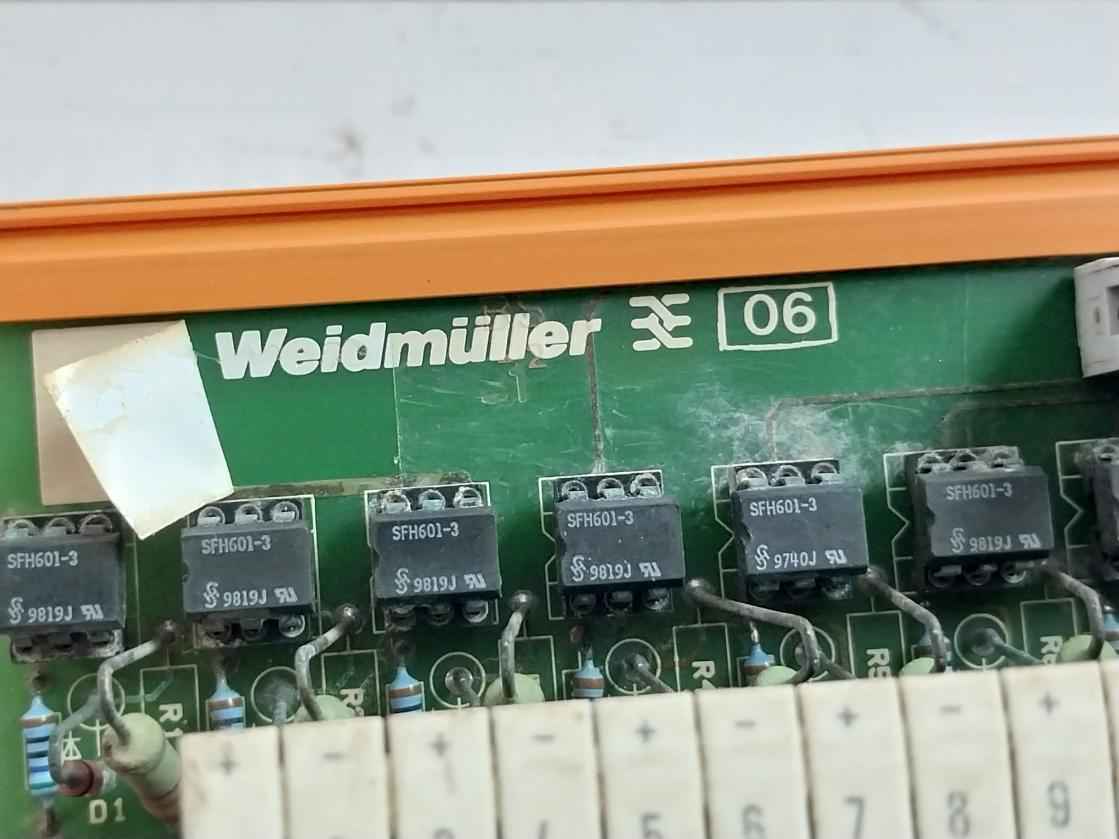 Weidmüller 06
SFH601-3
9819J
SFH601-3
9819J
SFH601-3
9819J
SFH601-3
9819J
SFH601-3
9740J
SFH601-3
9819J
R1
D1
+ - + - + - + - +
5 6 7 8 9